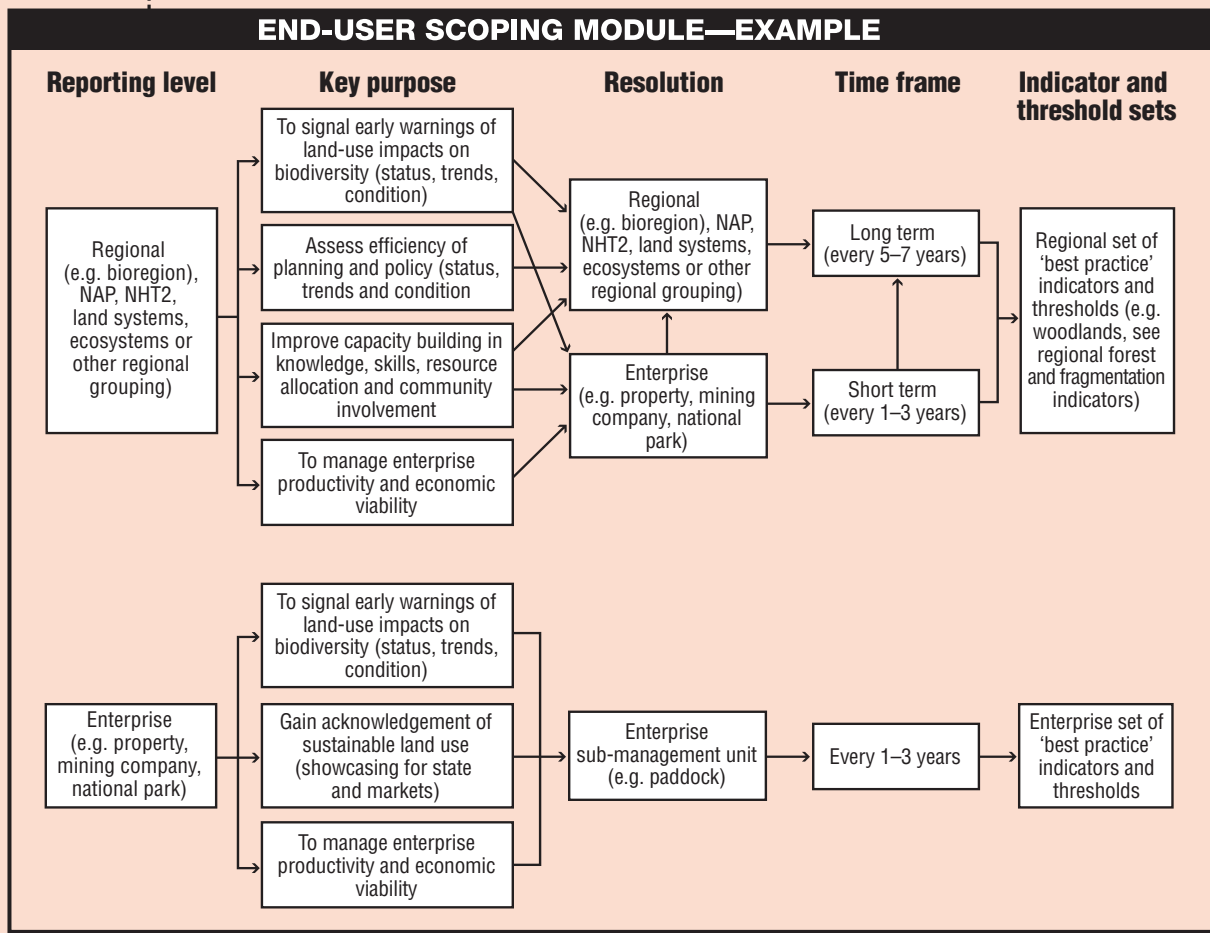 END-USER SCOPING MODULE—EXAMPLE
Reporting level
Key purpose
Resolution
Time frame
Indicator and
threshold sets
Regional
(e.g. bioregion),
NAP, NHT2,
land systems,
ecosystems or
other regional
grouping)
To signal early warnings of
land-use impacts on
biodiversity (status, trends,
condition)
Assess efficiency of
planning and policy (status,
trends and condition
Improve capacity building in
knowledge, skills, resource
allocation and community
involvement
To manage enterprise
productivity and economic
viability
Regional
(e.g. bioregion), NAP,
NHT2, land systems,
ecosystems or other
regional grouping)
Enterprise
(e.g. property, mining
company, national
park)
Long term
(every 5–7 years)
Short term
(every 1–3 years)
Regional set of
‘best practice’
indicators and
thresholds (e.g.
woodlands, see
regional forest
and fragmentation
indicators)
Enterprise
(e.g. property,
mining company,
national park)
To signal early warnings of
land-use impacts on
biodiversity (status, trends,
condition)
Gain acknowledgement of
sustainable land use
(showcasing for state
and markets)
To manage enterprise
productivity and economic
viability
Enterprise
sub-management unit
(e.g. paddock)
Every 1–3 years
Enterprise set of
‘best practice’
indicators and
thresholds